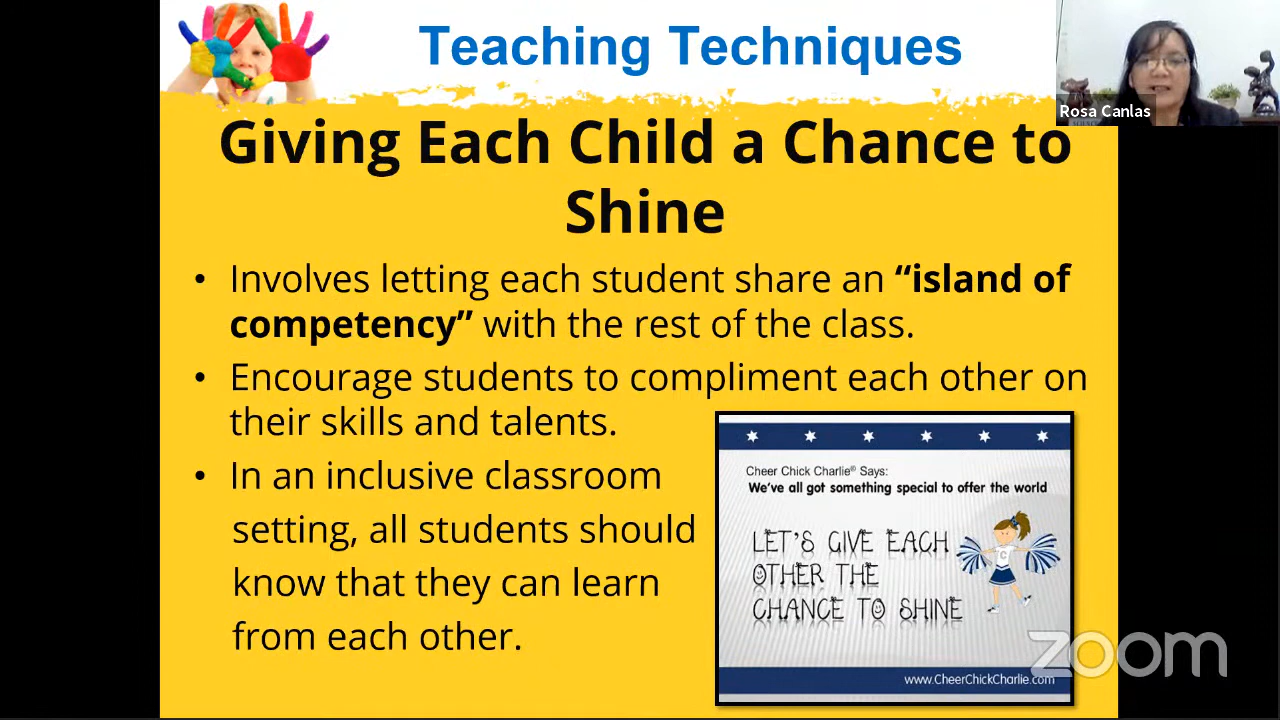 Teaching Techniques
Rosa Canlas
Giving Each Child a Chance to
Shine
• Involves letting each student share an “island of
competency” with the rest of the class.
• Encourage students to compliment each other on
their skills and talents.
• In an inclusive classroom
setting, all students should
know that they can learn
from each other.
Cheer Chick Charlie® Says:
We've all got something special to offer the world
LET'S GIVE EACH
OTHER THE
CHANCE TO SHINE
C
www.CheerChickCharlie.com
zoom